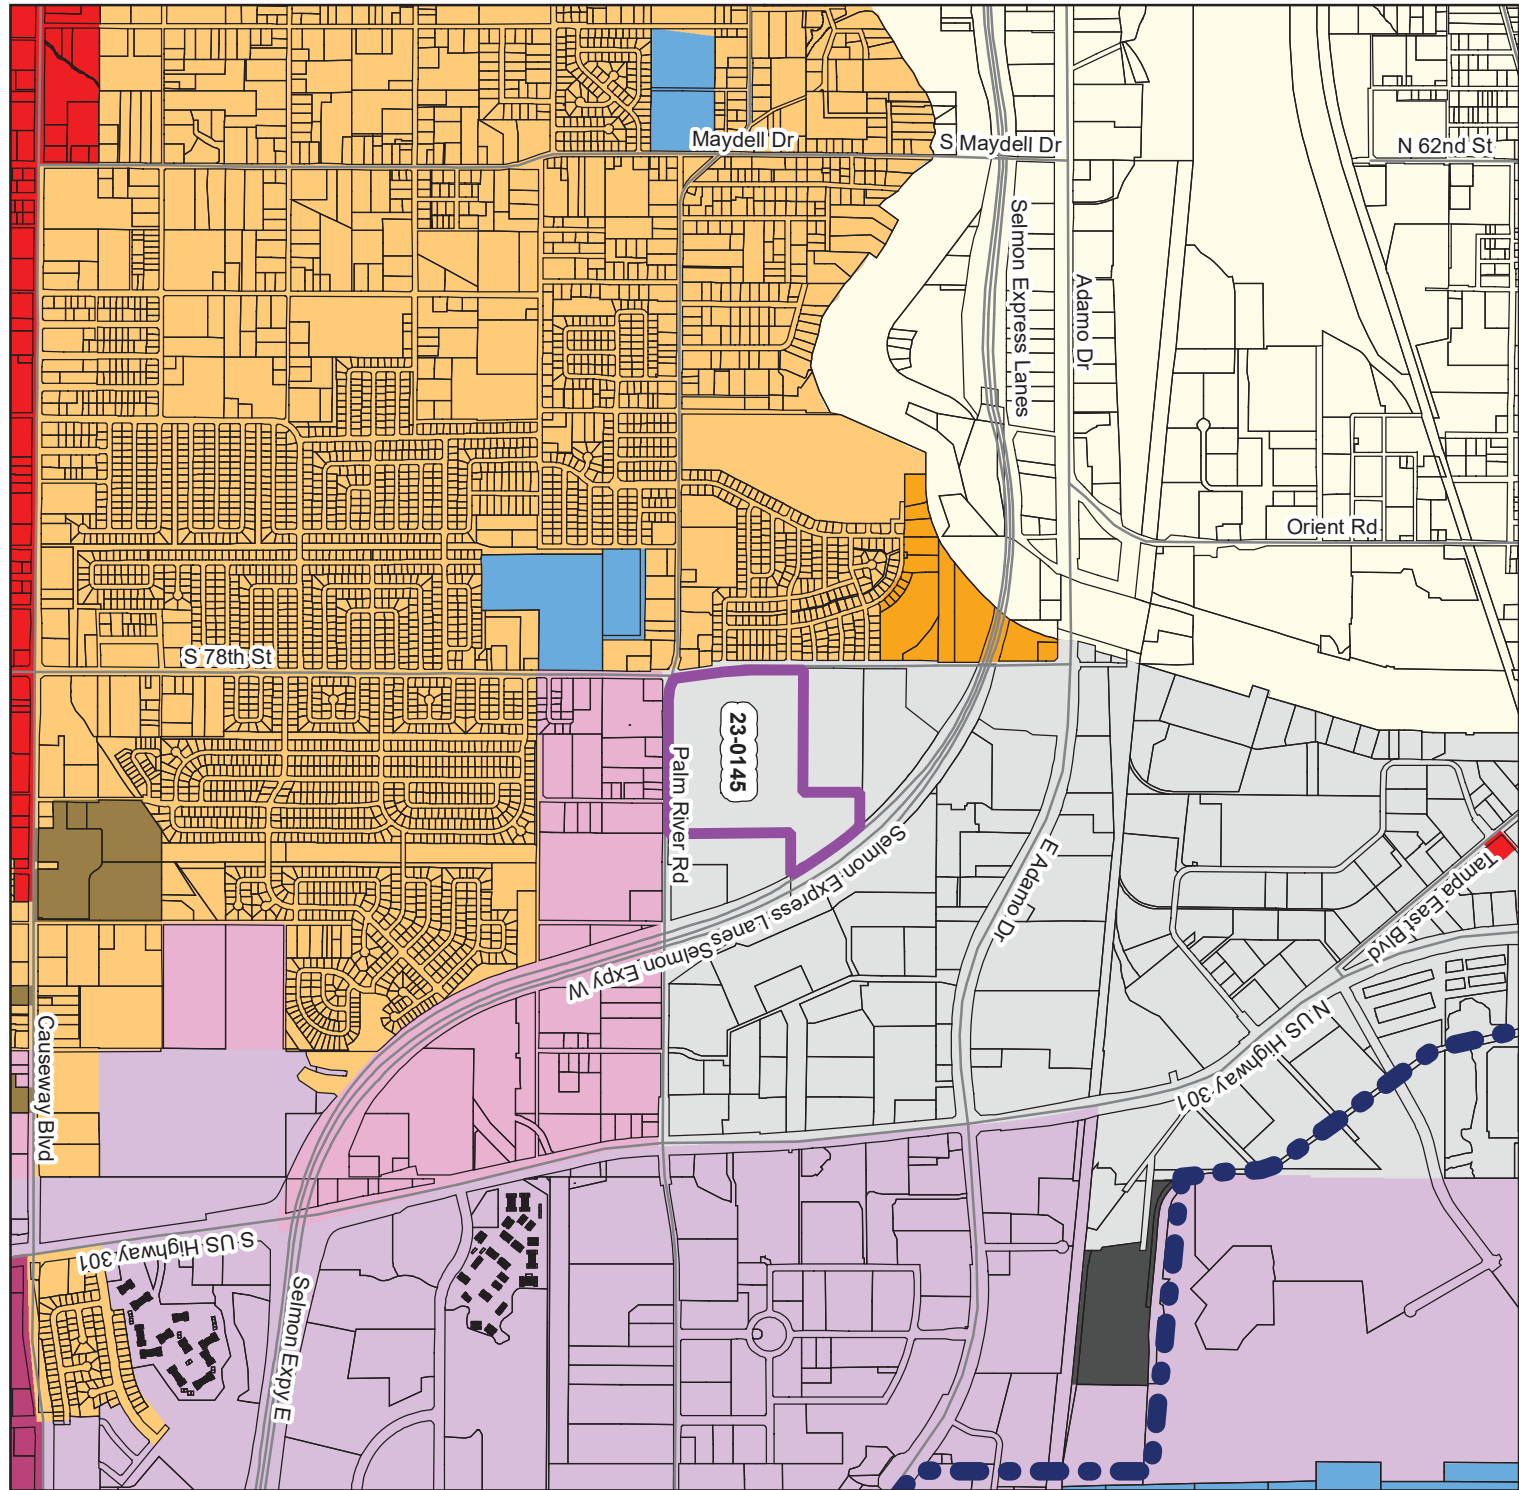 Maydell Dr
S Maydell Dr
N 62nd St
Selmon Express Lanes
Adamo Dr
Orient Rd
S 78th St
23-0145
Palm River Rd
Selmon Express Lanes
Selmon Expy W
E Adamo Dr
Tampa East Blvd
N US Highway 301
Causeway Blvd
S US Highway 301
Selmon Expy E